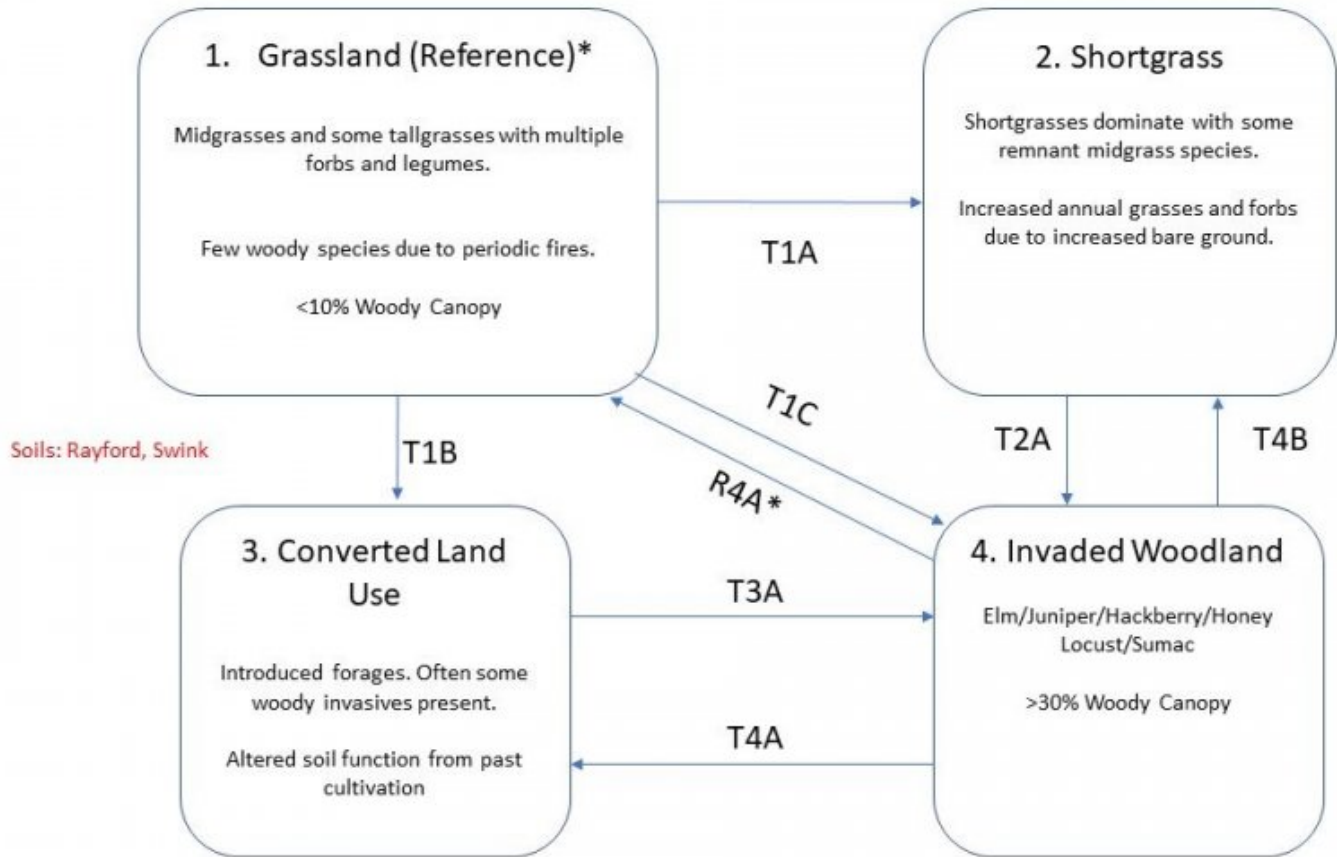 1. Grassland (Reference)*
Midgrasses and some tallgrasses with multiple
forbs and legumes.
Few woody species due to periodic fires.
<10% Woody Canopy
2. Shortgrass
Shortgrasses dominate with some
remnant midgrass species.
Increased annual grasses and forbs
due to increased bare ground.
T1A
T1C
R4A*
T2A
T4B
Soils: Rayford, Swink
T1B
3. Converted Land
Use
Introduced forages. Often some
woody invasives present.
Altered soil function from past
cultivation
T3A
T4A
4. Invaded Woodland
Elm/Juniper/Hackberry/Honey
Locust/Sumac
>30% Woody Canopy